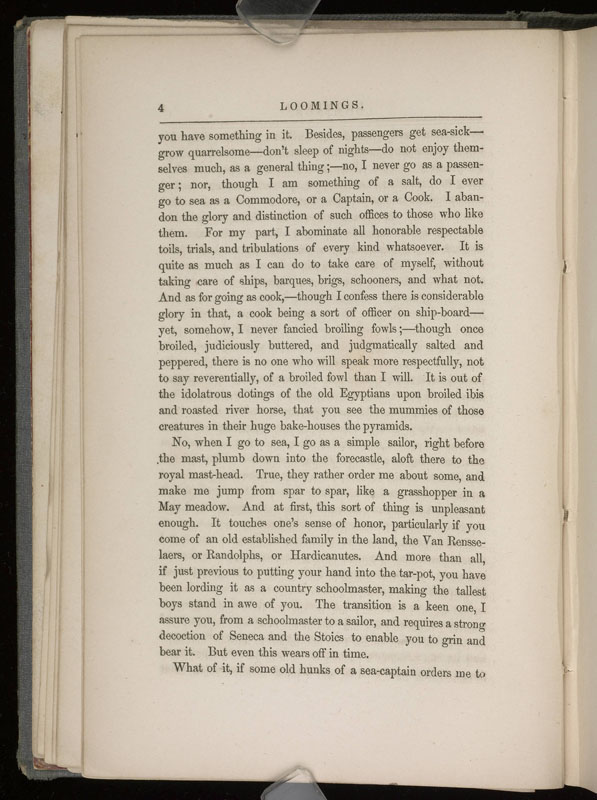 4 LOOMINGS.
you have something in it. Besides, passengers get sea-sick—
grow quarrelsome—don't sleep of nights—do not enjoy them-
selves much, as a general thing;—no, I never go as a passen-
ger; nor, though I am something of a salt, do I ever
go to sea as a Commodore, or a Captain, or a Cook. I aban-
don the glory and distinction of such offices to those who like
them. For my part, I abominate all honorable respectable
toils, trials, and tribulations of every kind whatsoever. It is
quite as much as I can do to take care of myself, without
taking care of ships, barques, brigs, schooners, and what not.
And as for going as cook,—though I confess there is considerable
glory in that, a cook being a sort of officer on ship-board—
yet, somehow, I never fancied broiling fowls;—though once
broiled, judiciously buttered, and judgmatically salted and
peppered, there is no one who will speak more respectfully, not
to say reverentially, of a broiled fowl than I will. It is out of
the idolatrous dotings of the old Egyptians upon broiled ibis
and roasted river horse, that you see the mummies of those
creatures in their huge bake-houses the pyramids.
No, when I go to sea, I go as a simple sailor, right before
the mast, plumb down into the forecastle, aloft there to the
royal mast-head. True, they rather order me about some, and
make me jump from spar to spar, like a grasshopper in a
May meadow. And at first, this sort of thing is unpleasant
enough. It touches one's sense of honor, particularly if you
come of an old established family in the land, the Van Rensse-
laers, or Randolphs, or Hardicanutes. And more than all,
if just previous to putting your hand into the tar-pot, you have
been lording it as a country schoolmaster, making the tallest
boys stand in awe of you. The transition is a keen one, I
assure you, from a schoolmaster to a sailor, and requires a strong
decoction of Seneca and the Stoics to enable you to grin and
bear it. But even this wears off in time.
What of it, if some old hunks of a sea-captain orders me to